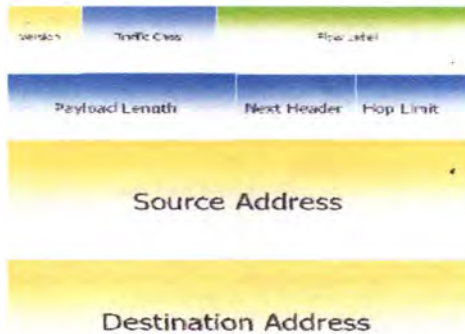 Version Traffic Class Flow Label
Payload Length Next Header Hop Limit
Source Address
Destination Address